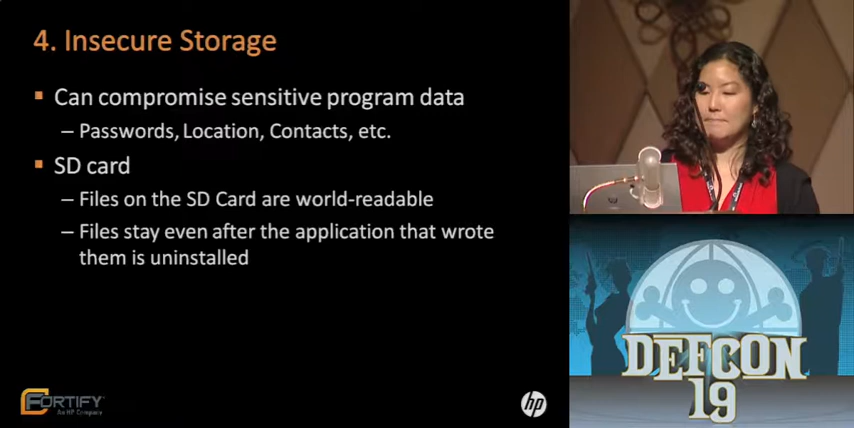 4. Insecure Storage
▪ Can compromise sensitive program data
– Passwords, Location, Contacts, etc.
▪ SD card
– Files on the SD Card are world-readable
– Files stay even after the application that wrote
them is uninstalled
FORTIFY
An HP Company
hp
DEFCON
19